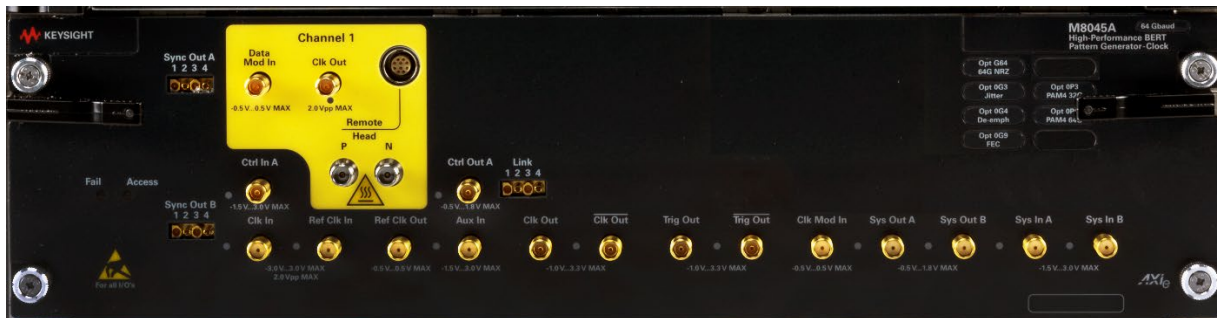 KEYSIGHT
Channel 1
Data
Mod In
Clk Out
-0.5 V...0.5 V MAX
2.0 Vpp MAX
Remote
Head
P N
Sync Out A
1 2 3 4
M8045A
64 Gbaud
High-Performance BERT
Pattern Generator-Clock
Opt G64
64G NRZ
Opt 0G3
Jitter
Opt 0P3
Opt 0G4
De-emph
Opt 0G9
FEC
Ctrl In A
-1.5 V...3.0 V MAX
Ctrl Out A
-0.5 V...1.8 V MAX
Link
1 2 3 4
Fail Access
Sync Out B
1 2 3 4
Clk In
Ref Clk In
-3.0 V...3.0 V MAX
2.0 Vpp MAX
Ref Clk Out
-0.5 V...0.5 V MAX
Aux In
-1.5 V...3.0 V MAX
Clk Out
Clk Out
-1.0 V...3.3 V MAX
Trig Out
Trig Out
-1.0 V...3.3 V MAX
Clk Mod In
-0.5 V...0.5 V MAX
Sys Out A
Sys Out B
-0.5 V...1.8 V MAX
Sys In A
Sys In B
-1.5 V...3.0 V MAX
For all I/O's
AXIe